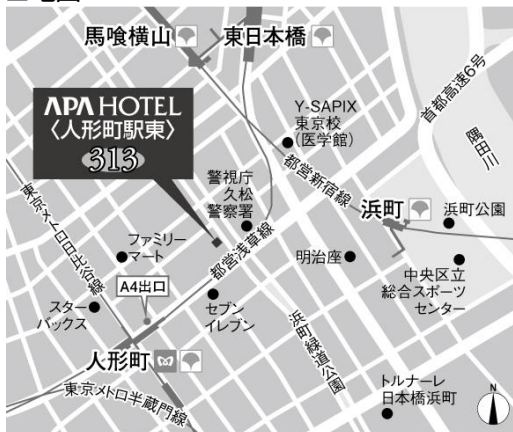 馬喰横山
東日本橋
APA HOTEL
〈人形町駅東〉
313
Y-SAPIX
東京校
(医学館)
首都高速6号
隅田川
都営新宿線
警視庁
久松
警察署
浜町
浜町公園
東京メトロ日比谷線
ファミリー
マート
都営浅草線
明治座
中央区立
総合スポーツ
センター
A4出口
スター
バックス
セブン
イレブン
浜町緑道公園
人形町
東京メトロ半蔵門線
トルナーレ
日本橋浜町
N